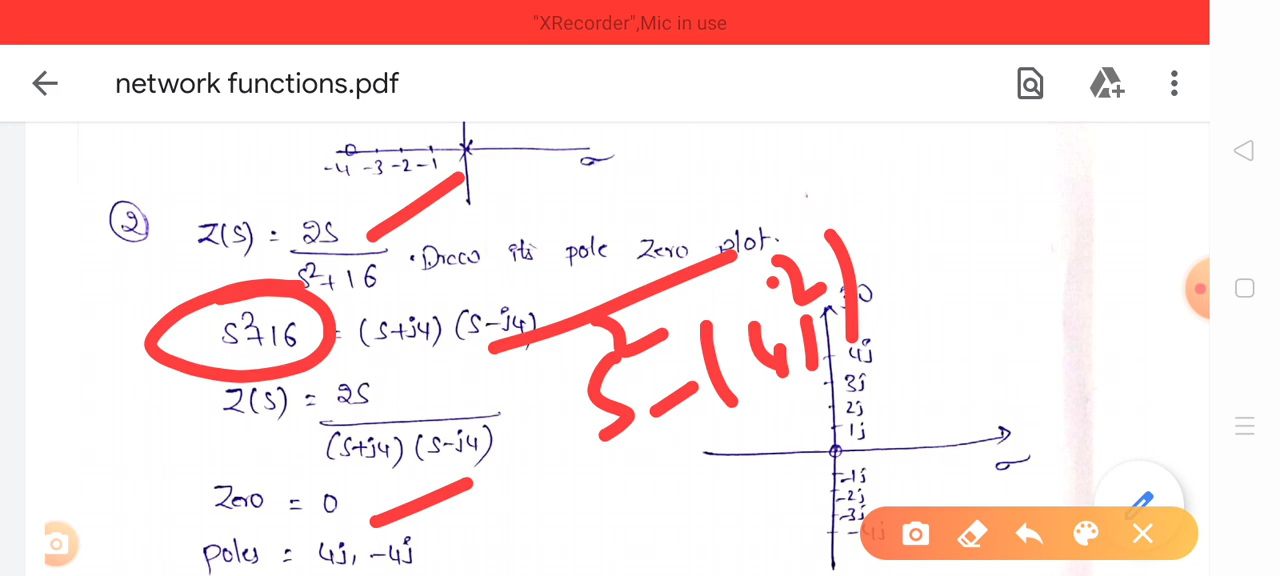 "XRecorder",Mic in use
network functions.pdf
-4 -3 -2 -1 σ
② Z(S) = 2S / S²+16 . Draw its pole zero plot.
S²+16 = (S+j4) (S-j4)
S²-(4j)²
Z(S) = 2S / (S+j4) (S-j4)
Zero = 0
Poles = 4j, -4j
4j
3j
2j
1j
σ
-1j
-2j
-3j
-4j